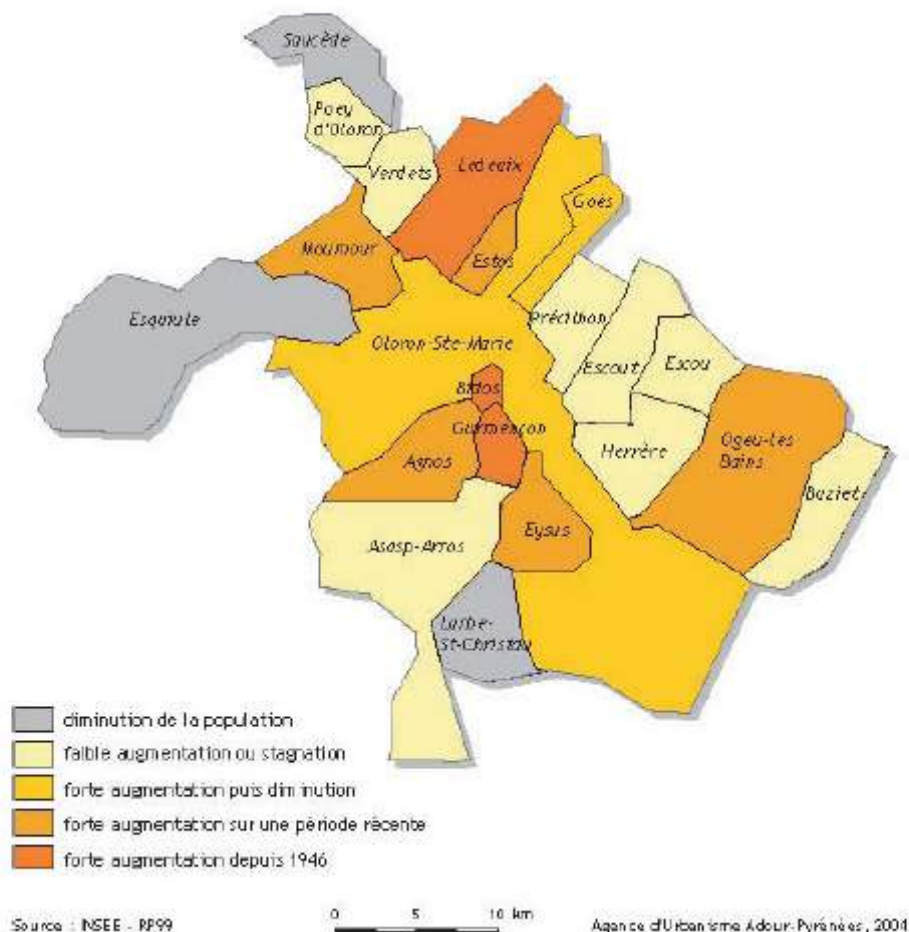 Saucède
Poey
d'Oloron
Verdets
Ledeuix
Goès
Estos
Moumour
Esquiule
Précilhon
Oloron-Ste-Marie
Escout
Escou
Bidos
Gurmençon
Herrère
Ogeu-les
Bains
Agnos
Buziet
Eysus
Asasp-Arros
Lurbe-
St-Christau
diminution de la population
faible augmentation ou stagnation
forte augmentation puis diminution
forte augmentation sur une période récente
forte augmentation depuis 1946
0 5 10 km
Source : INSEE - RP99
Agence d'Urbanisme Adour-Pyrénées, 2004